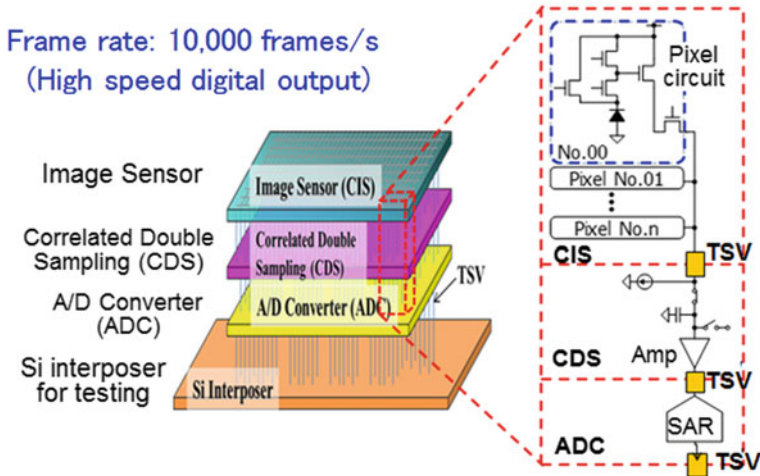 Frame rate: 10,000 frames/s
(High speed digital output)
Image Sensor
Correlated Double
Sampling (CDS)
A/D Converter
(ADC)
Si interposer
for testing
Image Sensor (CIS)
Correlated Double
Sampling (CDS)
A/D Converter (ADC)
TSV
Si Interposer
Pixel
circuit
No.00
Pixel No.01
Pixel No.n
CIS
TSV
Amp
CDS
TSV
SAR
ADC
TSV